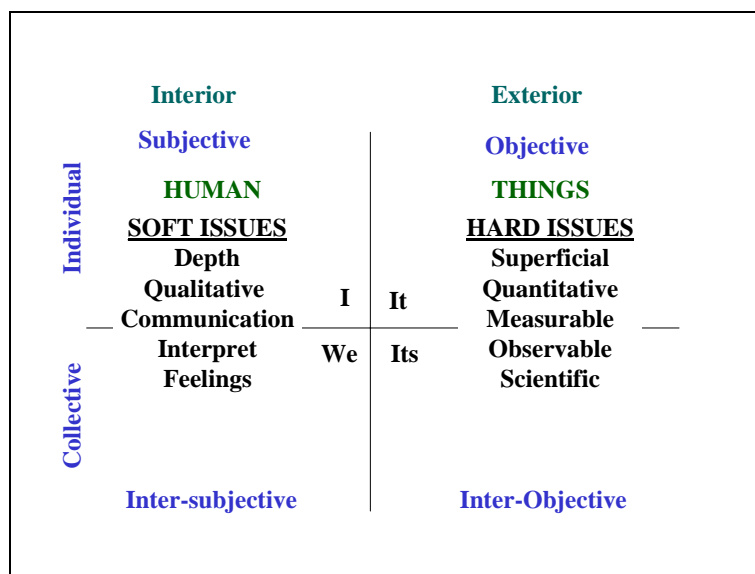 Interior Exterior
Subjective Objective
Individual
HUMAN THINGS
SOFT ISSUES HARD ISSUES
Depth Superficial
Qualitative I It Quantitative
Communication Measurable
Interpret We Its Observable
Feelings Scientific
Collective
Inter-subjective Inter-Objective